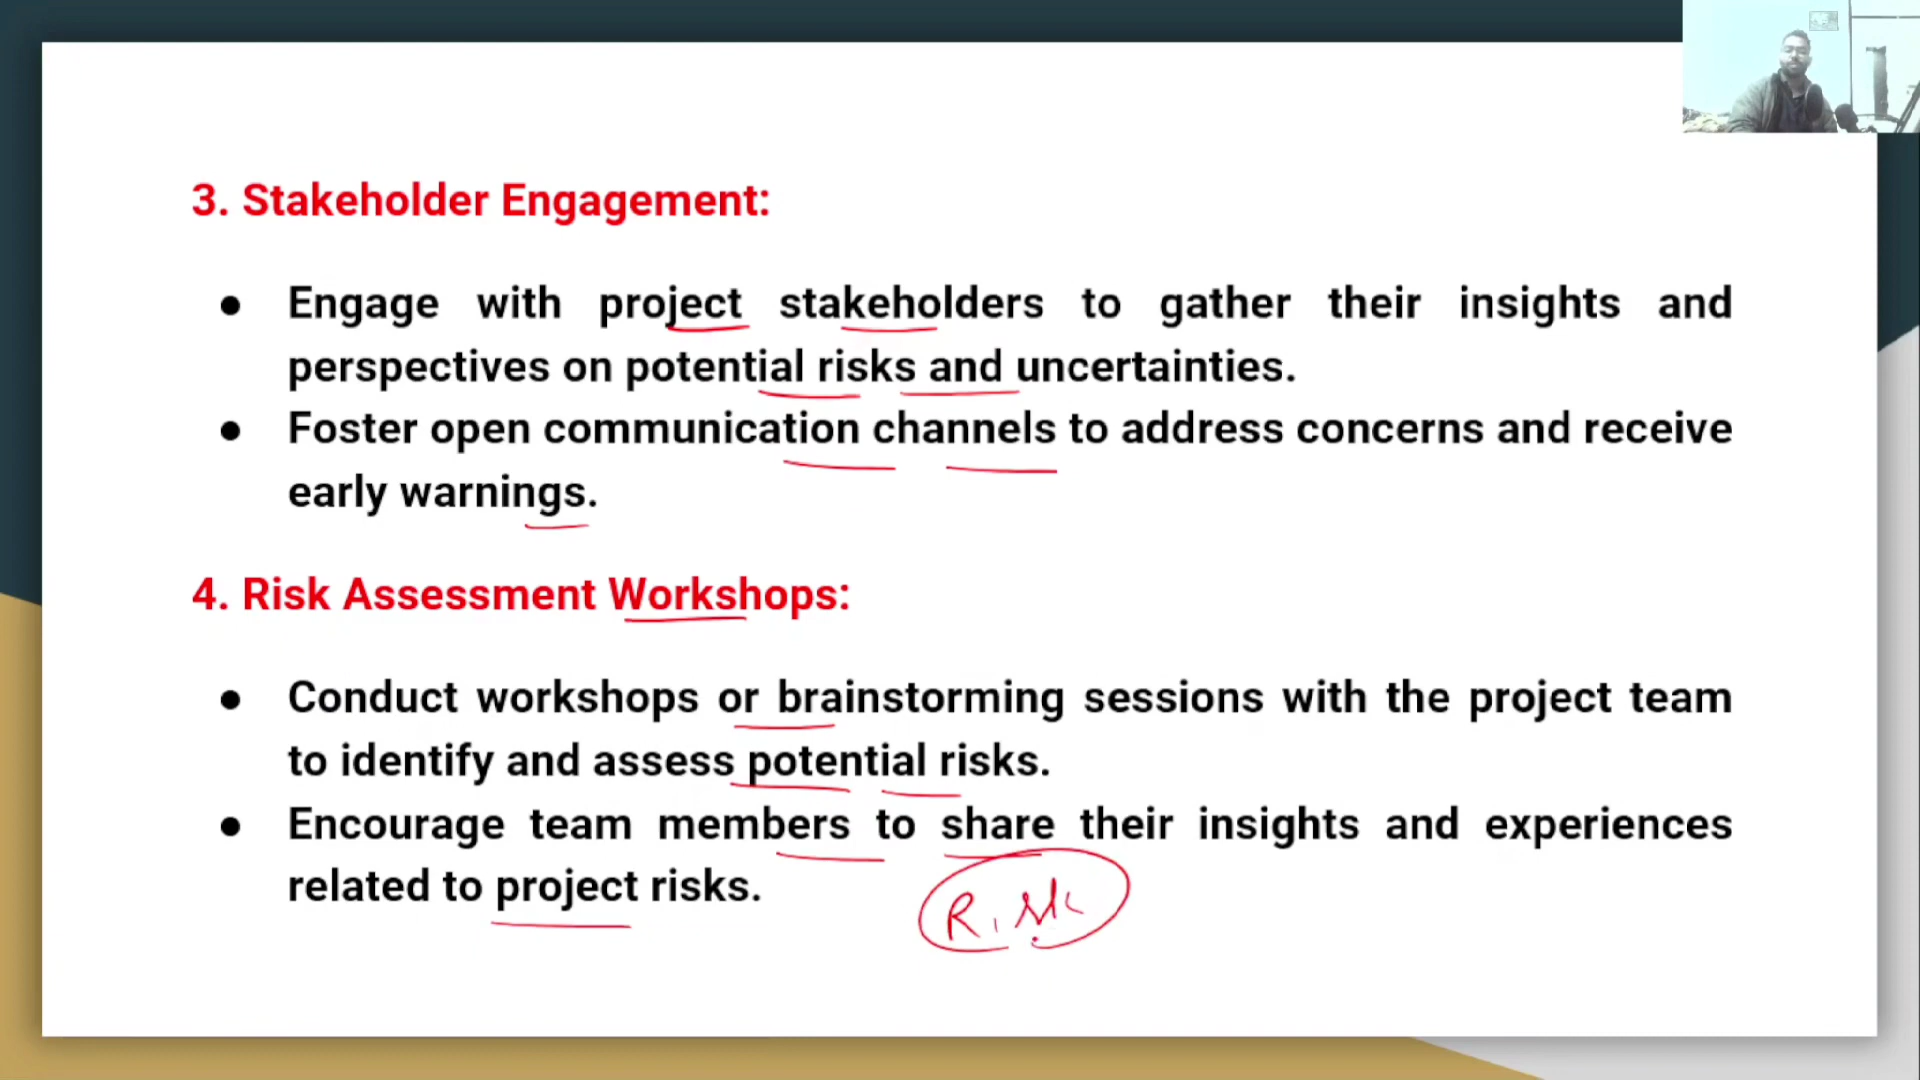 3. Stakeholder Engagement:
● Engage with project stakeholders to gather their insights and
perspectives on potential risks and uncertainties.
● Foster open communication channels to address concerns and receive
early warnings.
4. Risk Assessment Workshops:
● Conduct workshops or brainstorming sessions with the project team
to identify and assess potential risks.
● Encourage team members to share their insights and experiences
related to project risks.
Risk